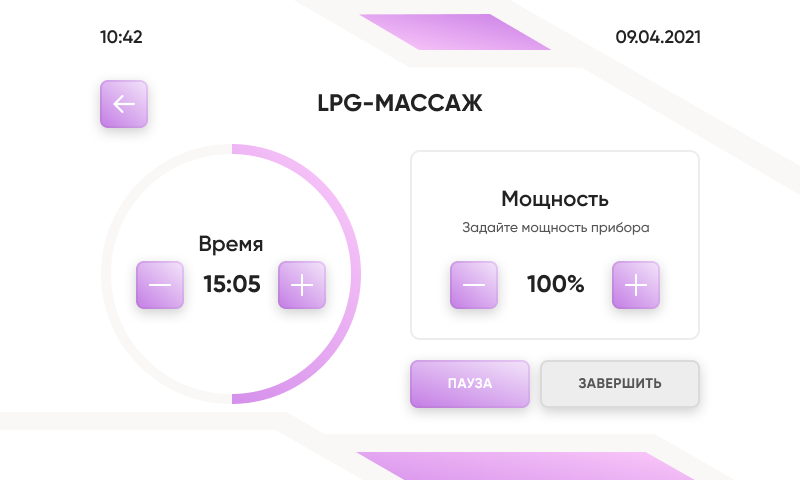 10:42
09.04.2021
LPG-МАССАЖ
Время
15:05
Мощность
Задайте мощность прибора
100%
ПАУЗА
ЗАВЕРШИТЬ